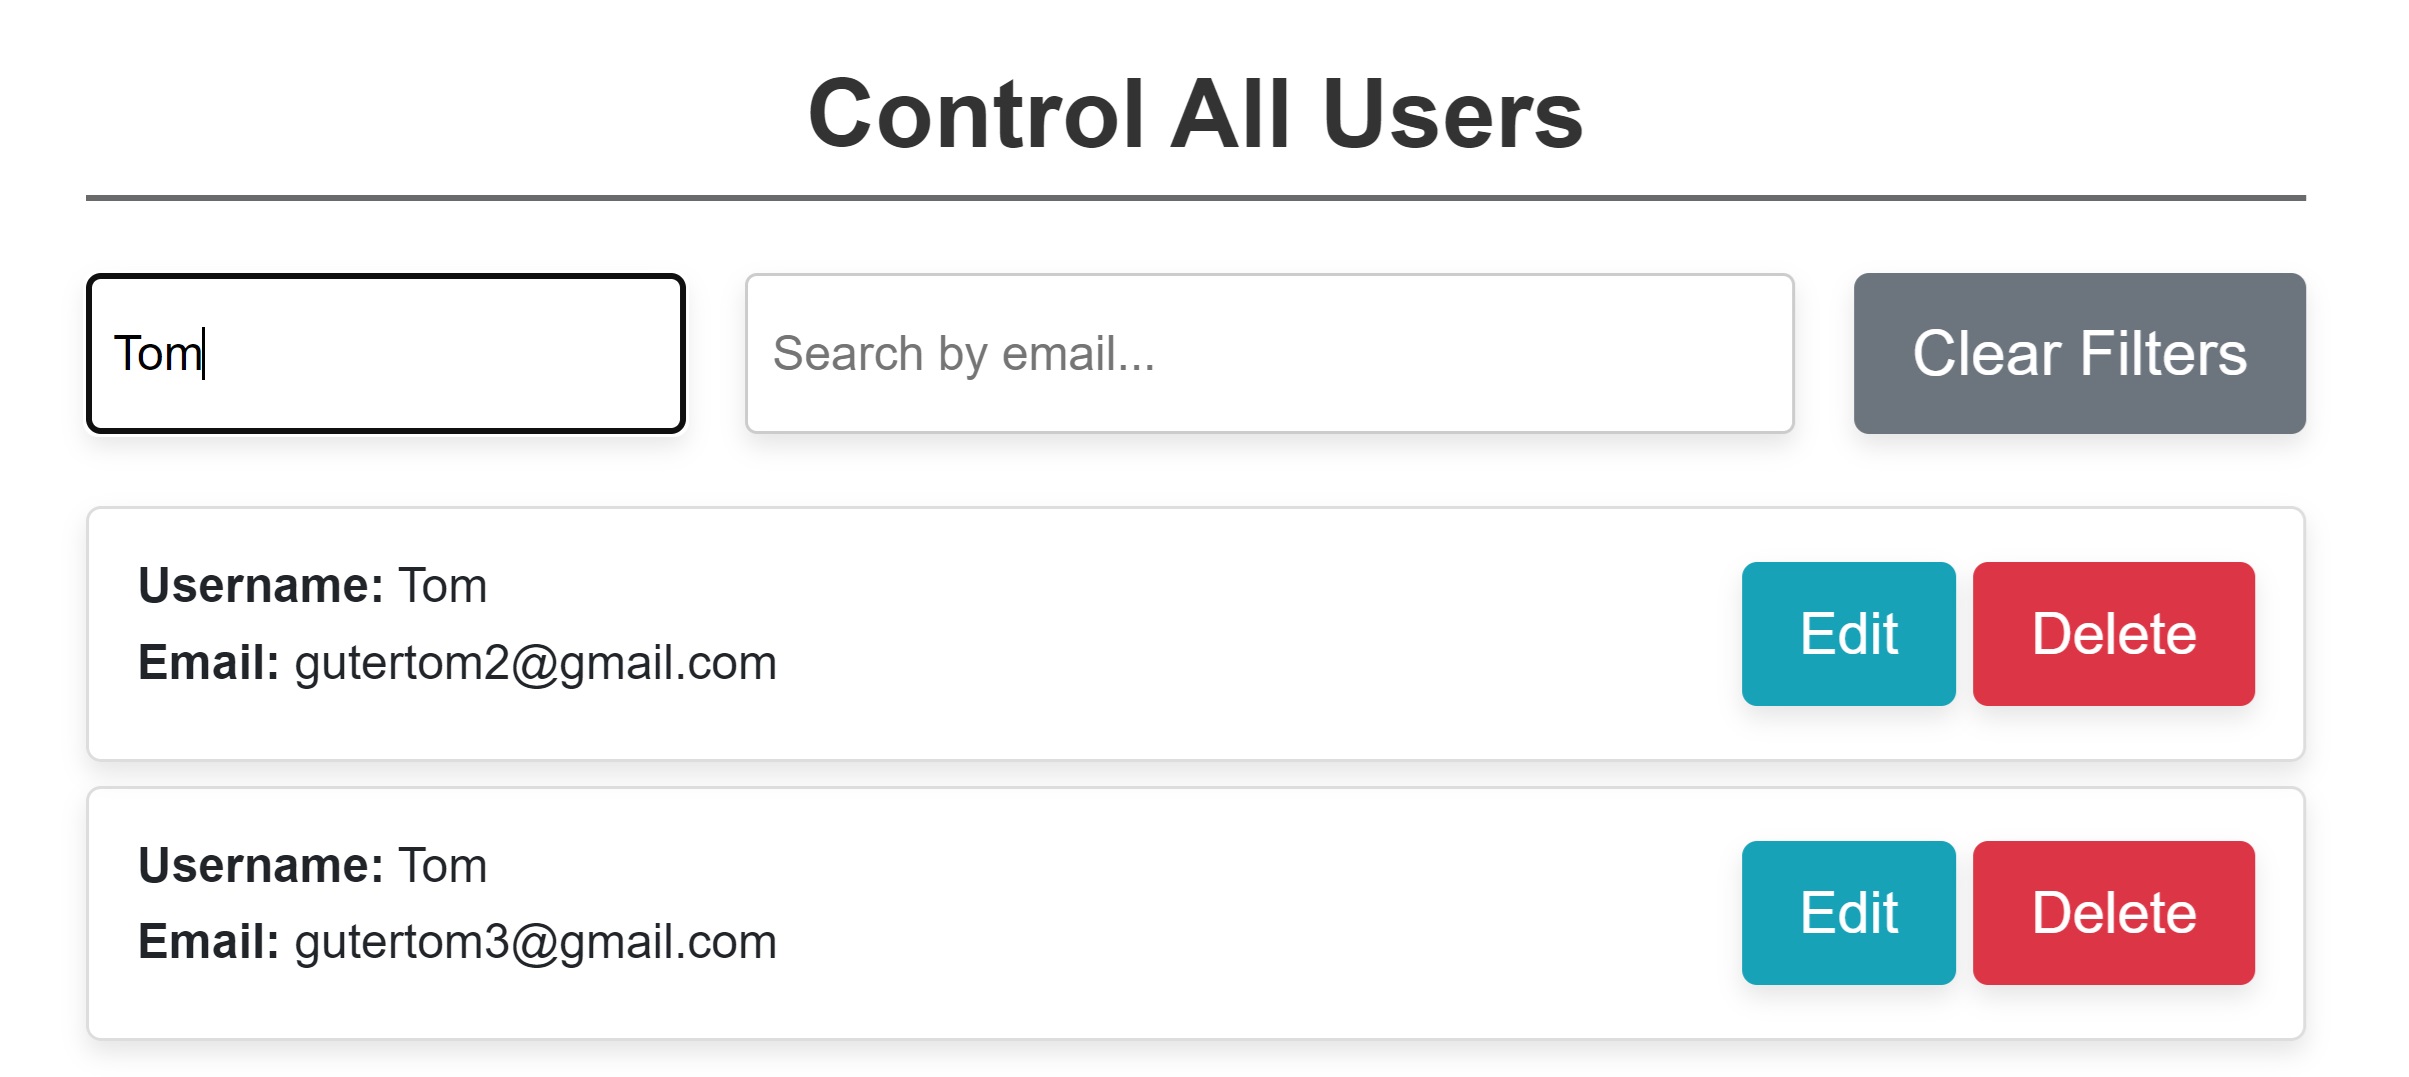 Control All Users
Tom
Search by email...
Clear Filters
Username: Tom
Email: gutertom2@gmail.com
Edit
Delete
Username: Tom
Email: gutertom3@gmail.com
Edit
Delete